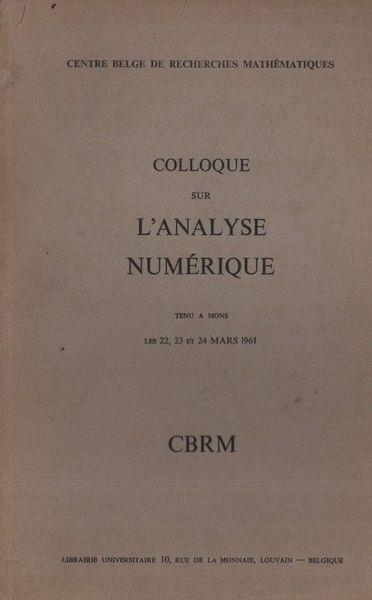 CENTRE BELGE DE RECHERCHES MATHÉMATIQUES
COLLOQUE
SUR
L'ANALYSE
NUMÉRIQUE
TENU A MONS
LES 22, 23 ET 24 MARS 1961
CBRM
LIBRAIRIE UNIVERSITAIRE 10, RUE DE LA MONNAIE, LOUVAIN — BELGIQUE